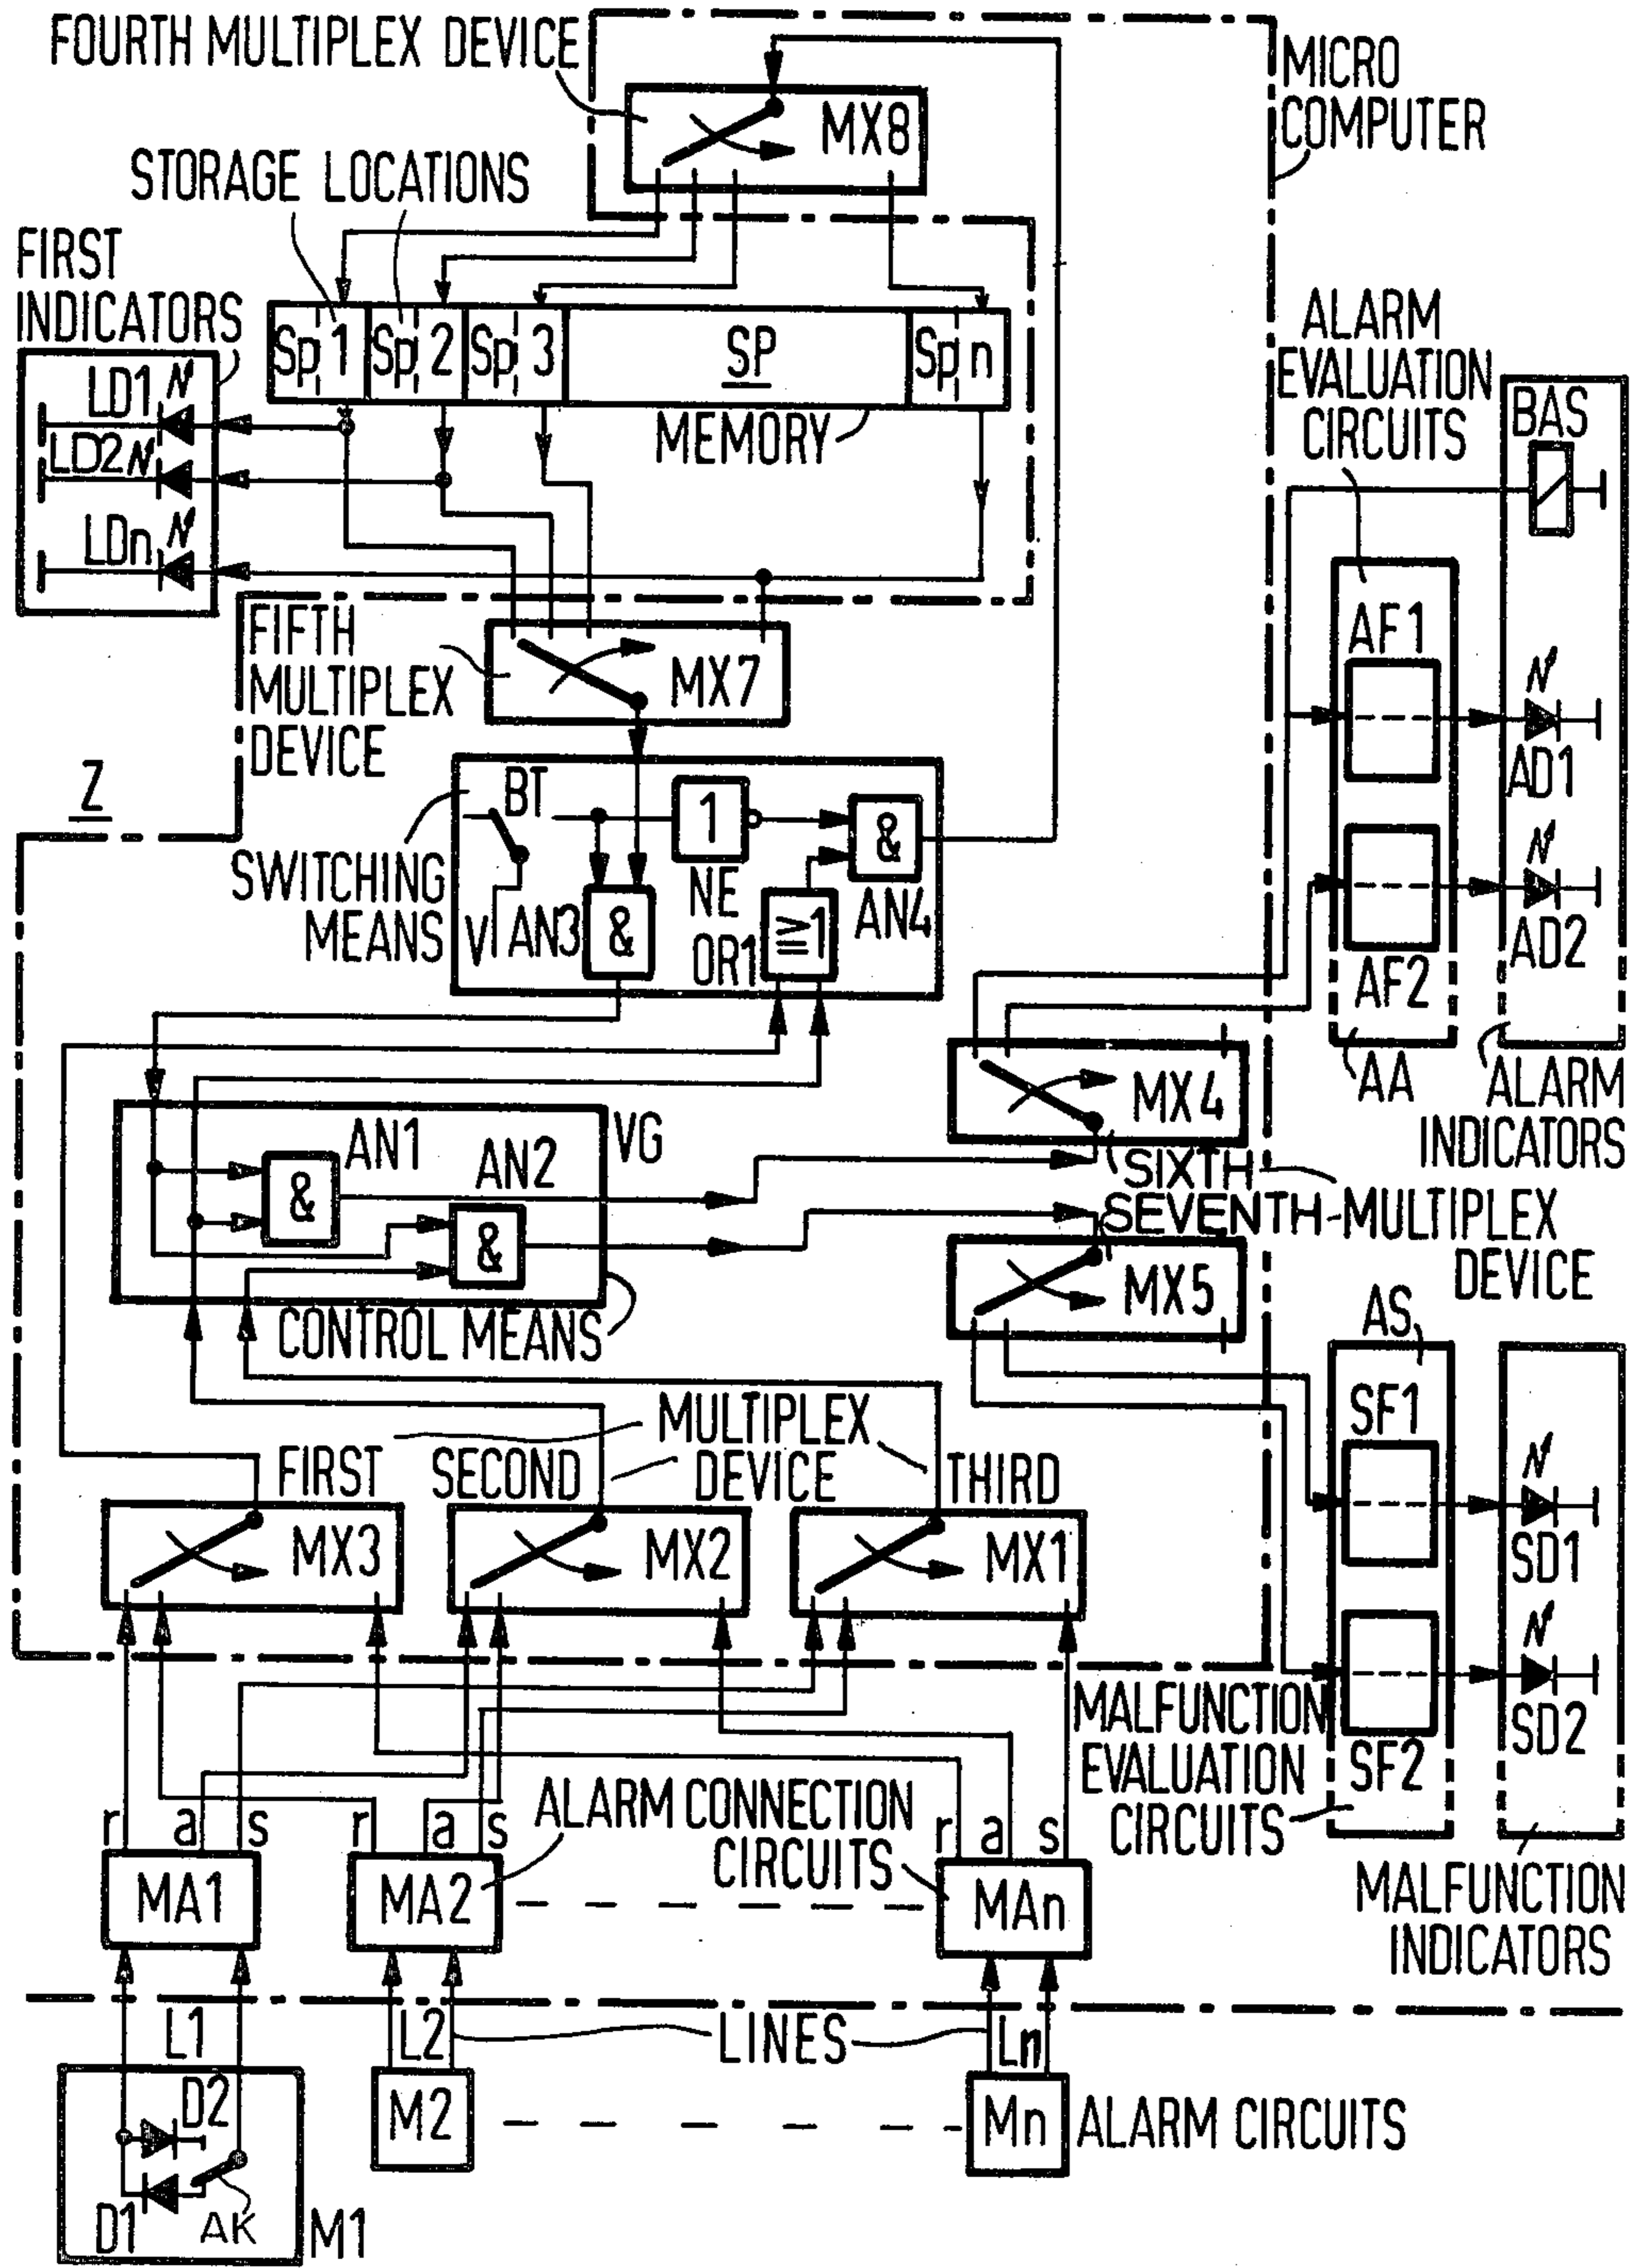 FOURTH MULTIPLEX DEVICE
MICRO
COMPUTER
MX8
STORAGE LOCATIONS
FIRST
INDICATORS
Sp 1
Sp 2
Sp 3
SP
Sp n
MEMORY
LD1
LD2
LDn
ALARM
EVALUATION
CIRCUITS
BAS
AF1
AD1
AF2
AD2
AA
ALARM
INDICATORS
FIFTH
MULTIPLEX
DEVICE
MX7
Z
SWITCHING
MEANS
BT
1
&
V
AN3
&
NE
OR1
≥1
AN4
MX4
SIXTH
SEVENTH
MULTIPLEX
DEVICE
MX5
VG
AN1
&
AN2
&
CONTROL MEANS
AS
SF1
SD1
SF2
SD2
MULTIPLEX
DEVICE
FIRST
SECOND
THIRD
MX3
MX2
MX1
MALFUNCTION
EVALUATION
CIRCUITS
MALFUNCTION
INDICATORS
ALARM CONNECTION
CIRCUITS
r a s
r a s
r a s
MA1
MA2
MAn
L1
L2
LINES
Ln
D2
D1
AK
M1
M2
Mn
ALARM CIRCUITS